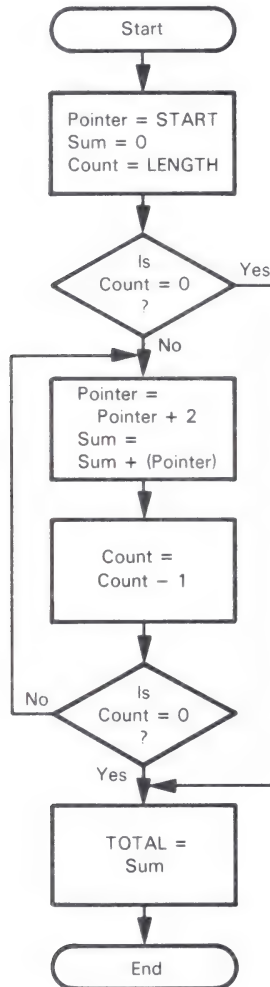 Start
Pointer = START
Sum = 0
Count = LENGTH
Is
Count = 0
?
Yes
No
Pointer =
Pointer + 2
Sum =
Sum + (Pointer)
Count =
Count − 1
Is
Count = 0
?
No
Yes
TOTAL =
Sum
End